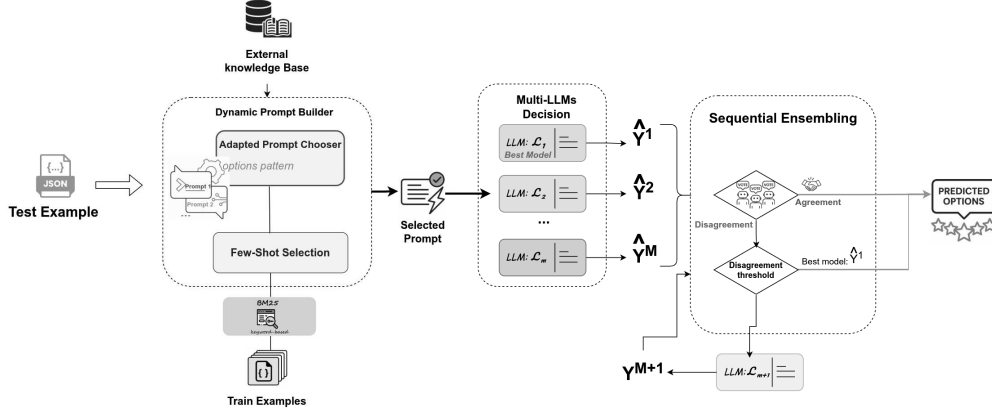 External
knowledge Base
Dynamic Prompt Builder
Adapted Prompt Chooser
options pattern
Prompt 1
Prompt 2
...
Few-Shot Selection
BM25
keyword-based
{ }
Train Examples
{...}
JSON
Test Example
Selected
Prompt
Multi-LLMs
Decision
LLM: 𝓛₁
Best Model
LLM: 𝓛₂
...
LLM: 𝓛ₘ
Ŷ¹
Ŷ²
Ŷᴹ
Sequential Ensembling
VOTE VOTE VOTE
Agreement
Disagreement
Disagreement
threshold
Best model: Ŷ¹
LLM: 𝓛ₘ₊₁
Yᴹ⁺¹
PREDICTED
OPTIONS